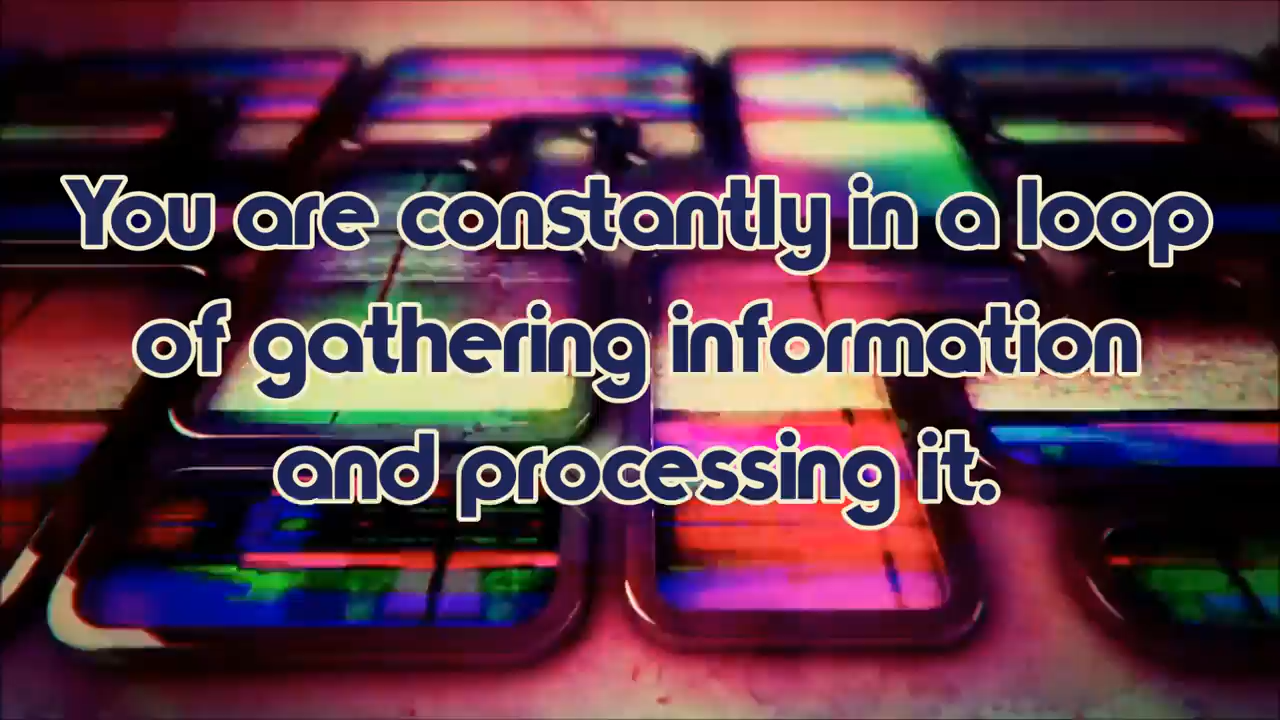 You are constantly in a loop
of gathering information
and processing it.